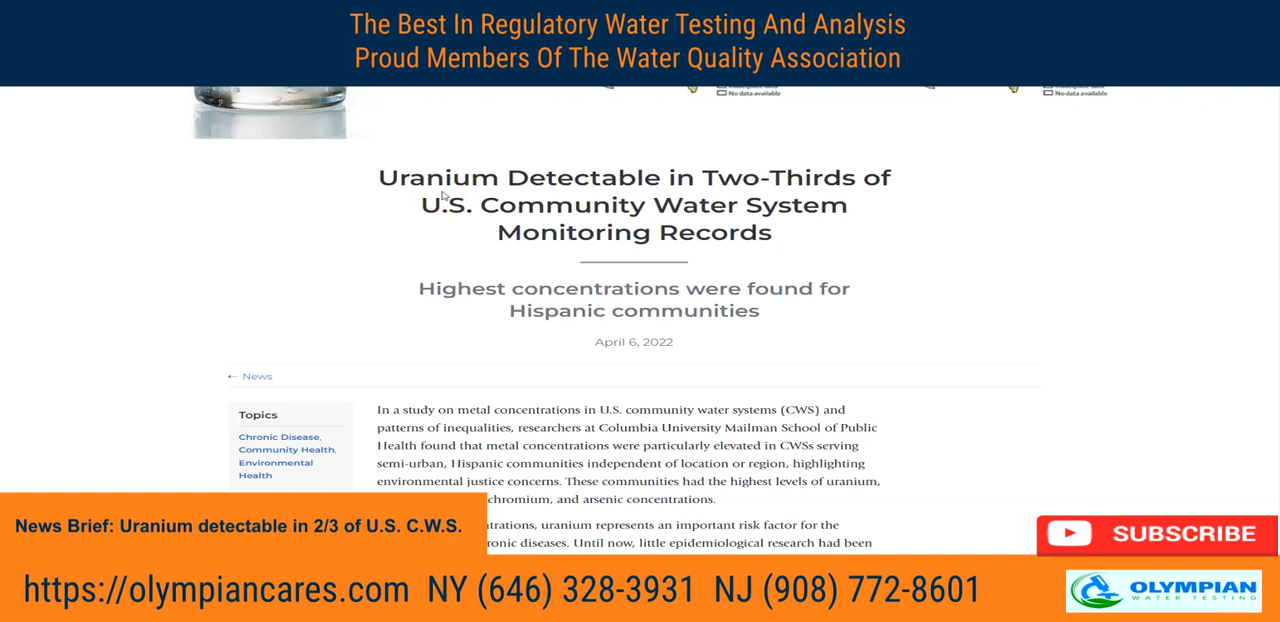 The Best In Regulatory Water Testing And Analysis
Proud Members Of The Water Quality Association
No data available
No data available
Uranium Detectable in Two-Thirds of
U.S. Community Water System
Monitoring Records
Highest concentrations were found for
Hispanic communities
April 6, 2022
← News
Topics
Chronic Disease,
Community Health,
Environmental
Health
In a study on metal concentrations in U.S. community water systems (CWS) and
patterns of inequalities, researchers at Columbia University Mailman School of Public
Health found that metal concentrations were particularly elevated in CWSs serving
semi-urban, Hispanic communities independent of location or region, highlighting
environmental justice concerns. These communities had the highest levels of uranium,
chromium, and arsenic concentrations.
ntrations, uranium represents an important risk factor for the
ronic diseases. Until now, little epidemiological research had been
News Brief: Uranium detectable in 2/3 of U.S. C.W.S.
SUBSCRIBE
https://olympiancares.com NY (646) 328-3931 NJ (908) 772-8601
OLYMPIAN
WATER TESTING